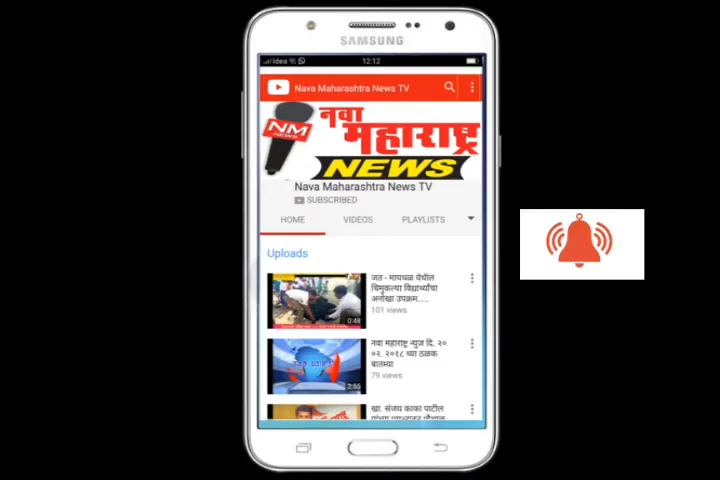 SAMSUNG
Idea
12:12
Nava Maharashtra News TV
NM
NEWS
नवा
महाराष्ट्र
NEWS
Nava Maharashtra News TV
SUBSCRIBED
HOME VIDEOS PLAYLISTS
Uploads
जत - मायथळ येथील
चिमुकल्या विद्यार्थ्यांचा
अनोखा उपक्रम.....
101 views
0:48
नवा महाराष्ट्र न्युज दि. २०.
०२. २०१८ च्या ठळक
बातम्या
79 views
2:55
खा. संजय काका पाटील